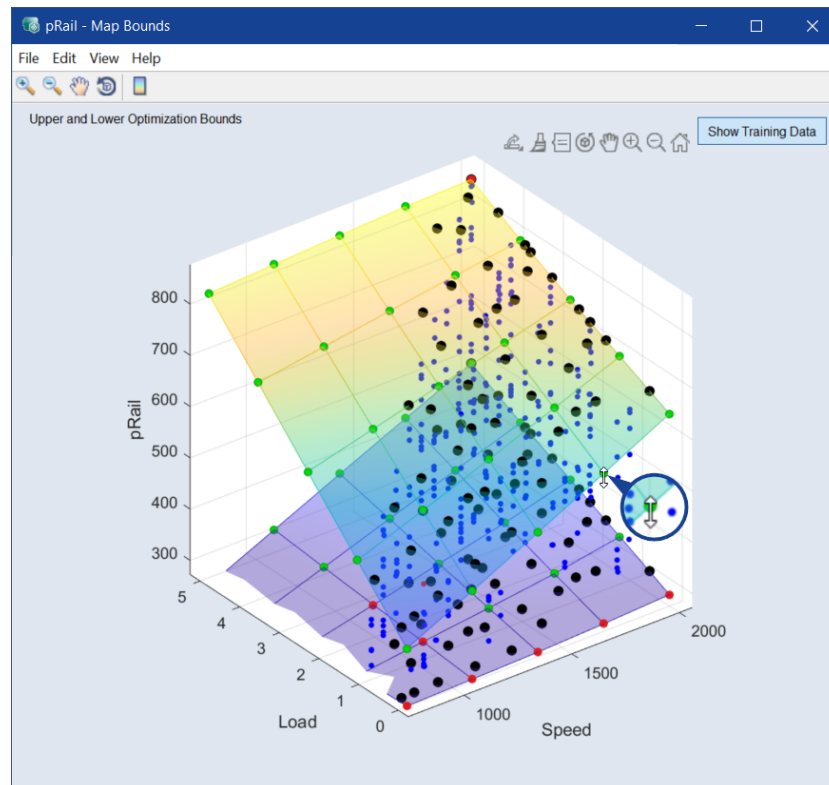 pRail - Map Bounds
File Edit View Help
Upper and Lower Optimization Bounds
Show Training Data
800
700
600
500
400
300
pRail
5
4
3
2
1
0
Load
1000
1500
2000
Speed